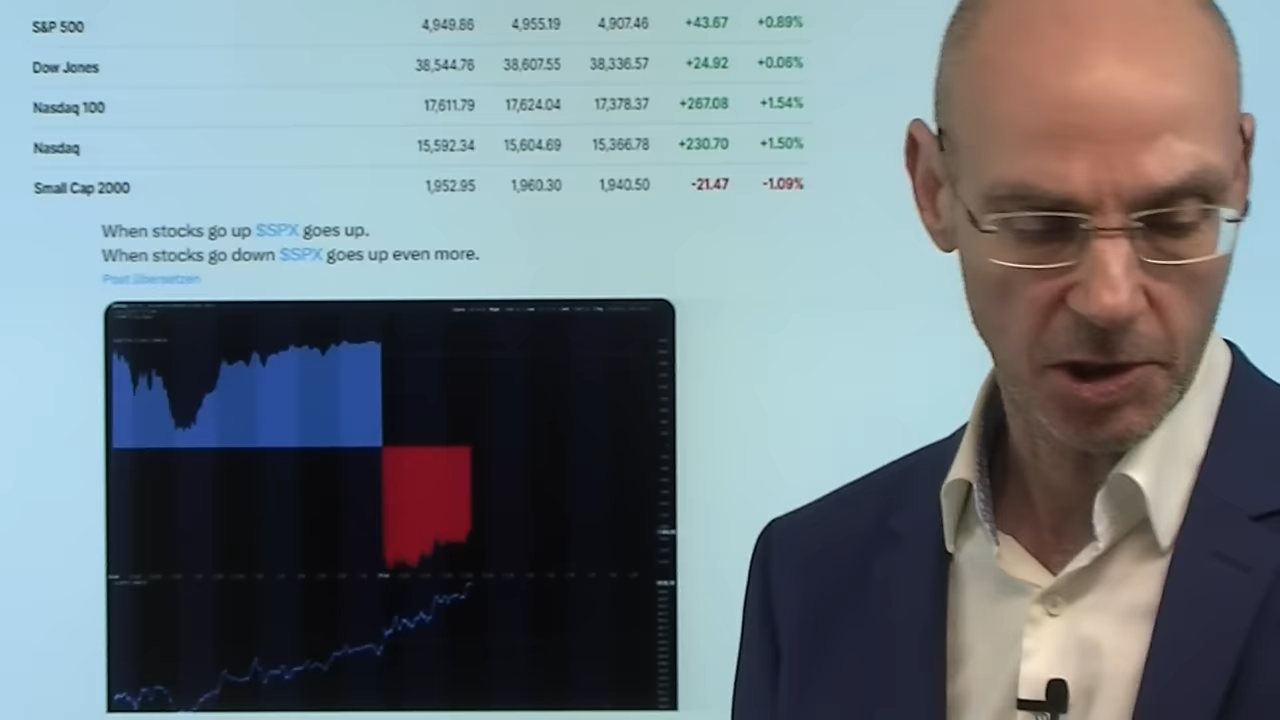 S&P 500 4,949.86 4,955.19 4,907.46 +43.67 +0.89%
Dow Jones 38,544.76 38,607.55 38,336.57 +24.92 +0.06%
Nasdaq 100 17,611.79 17,624.04 17,378.37 +267.08 +1.54%
Nasdaq 15,592.34 15,604.69 15,366.78 +230.70 +1.50%
Small Cap 2000 1,952.95 1,960.30 1,940.50 -21.47 -1.09%
When stocks go up $SPX goes up.
When stocks go down $SPX goes up even more.
Post übersetzen